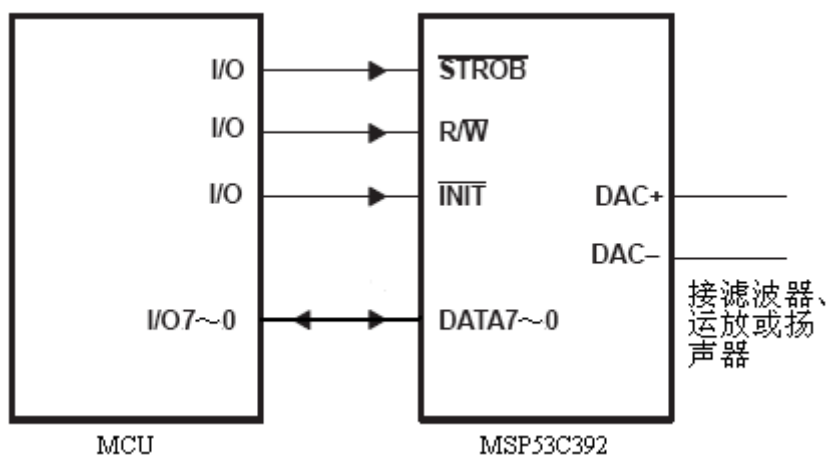 I/O
STROB
I/O
R/W
I/O
INIT
DAC+
DAC–
I/O7～0
DATA7～0
接滤波器、
运放或扬
声器
MCU
MSP53C392